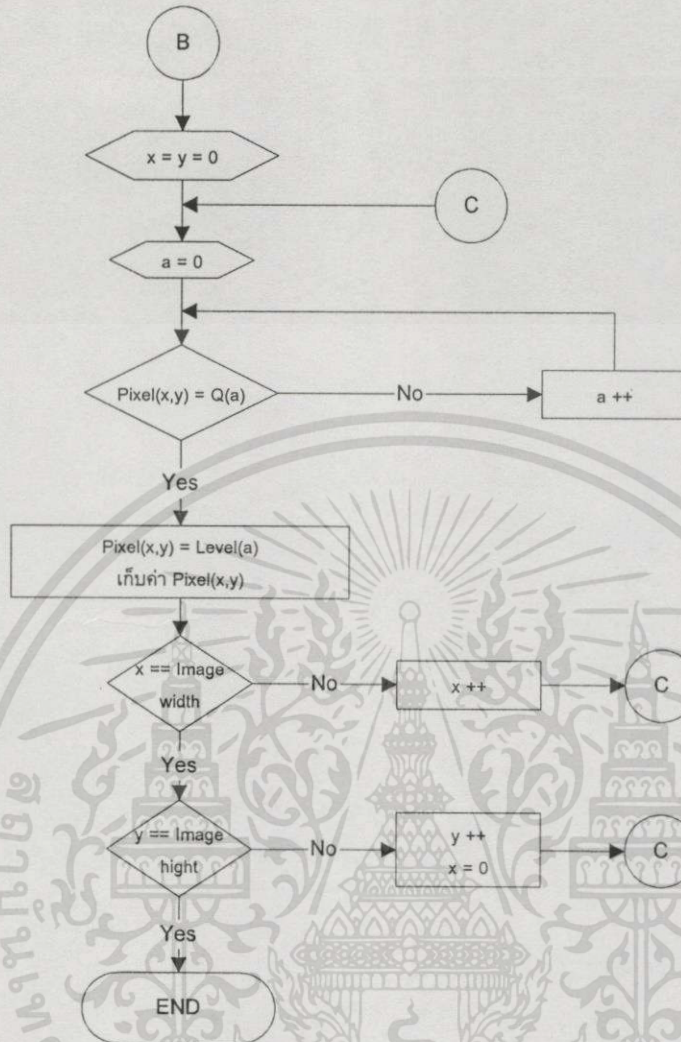 B
x = y = 0
C
a = 0
Pixel(x,y) = Q(a)
No
a ++
Yes
Pixel(x,y) = Level(a)
เก็บค่า Pixel(x,y)
x == Image
width
No
x ++
C
Yes
y == Image
hight
No
y ++
x = 0
C
Yes
END